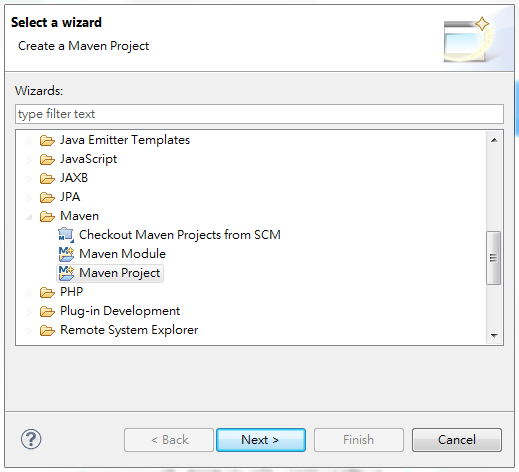 Select a wizard
Create a Maven Project
Wizards:
type filter text
Java Emitter Templates
JavaScript
JAXB
JPA
Maven
Checkout Maven Projects from SCM
Maven Module
Maven Project
PHP
Plug-in Development
Remote System Explorer
< Back
Next >
Finish
Cancel